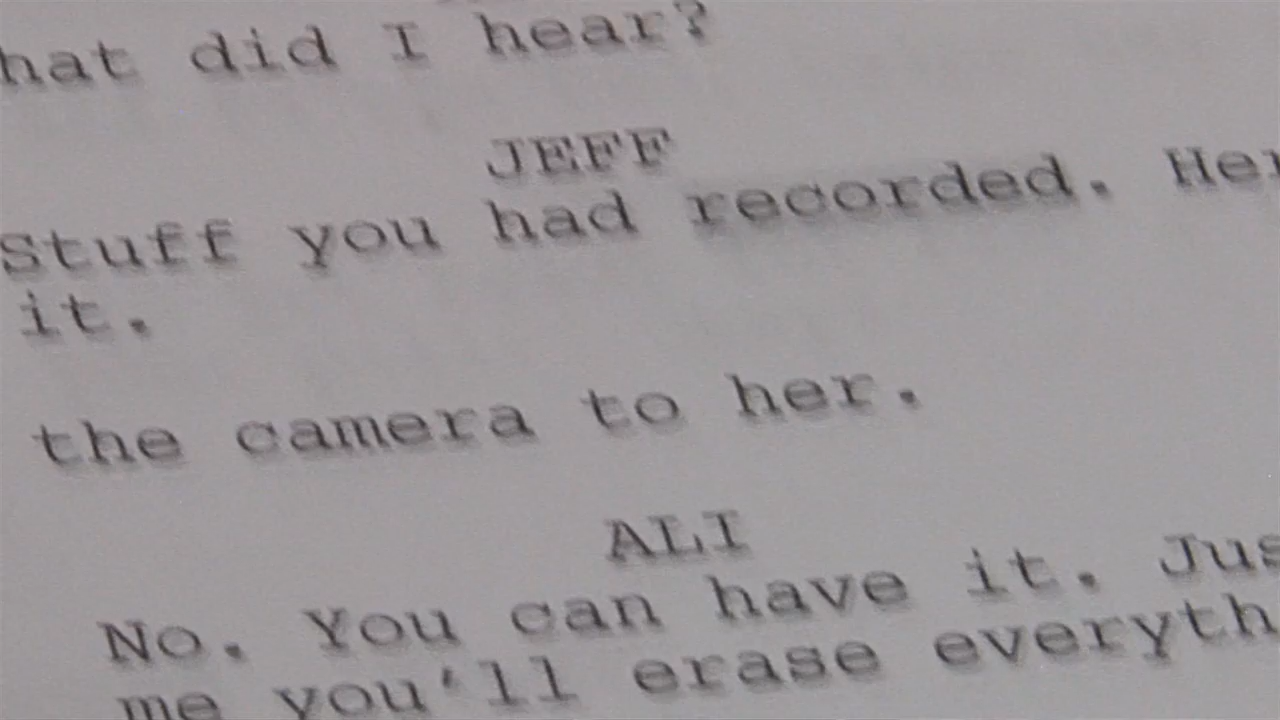 hat did I hear?
JEFF
Stuff you had recorded. Her
it.
the camera to her.
ALI
No. You can have it. Jus
me you'll erase everyth